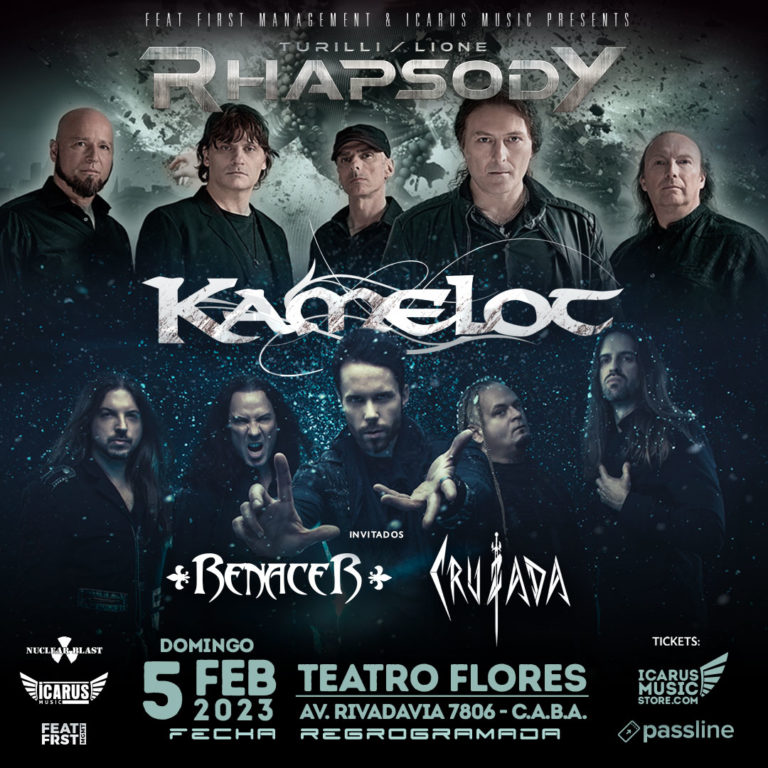 FEAT FIRST MANAGEMENT & ICARUS MUSIC PRESENTS
TURILLI / LIONE
RHAPSODY
KAMELOT
INVITADOS
RENACER
CRUZADA
NUCLEAR BLAST
ICARUS
MUSIC
FEAT
FRST
MGMT
DOMINGO
5 FEB
2023
TEATRO FLORES
AV. RIVADAVIA 7806 - C.A.B.A.
FECHA REGROGRAMADA
TICKETS:
ICARUS
MUSIC
STORE.COM
passline